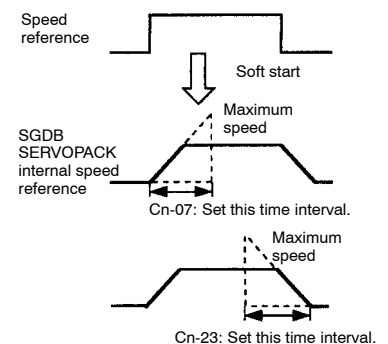 Speed
reference
Soft start
Maximum
speed
SGDB
SERVOPACK
internal speed
reference
Cn-07: Set this time interval.
Maximum
speed
Cn-23: Set this time interval.